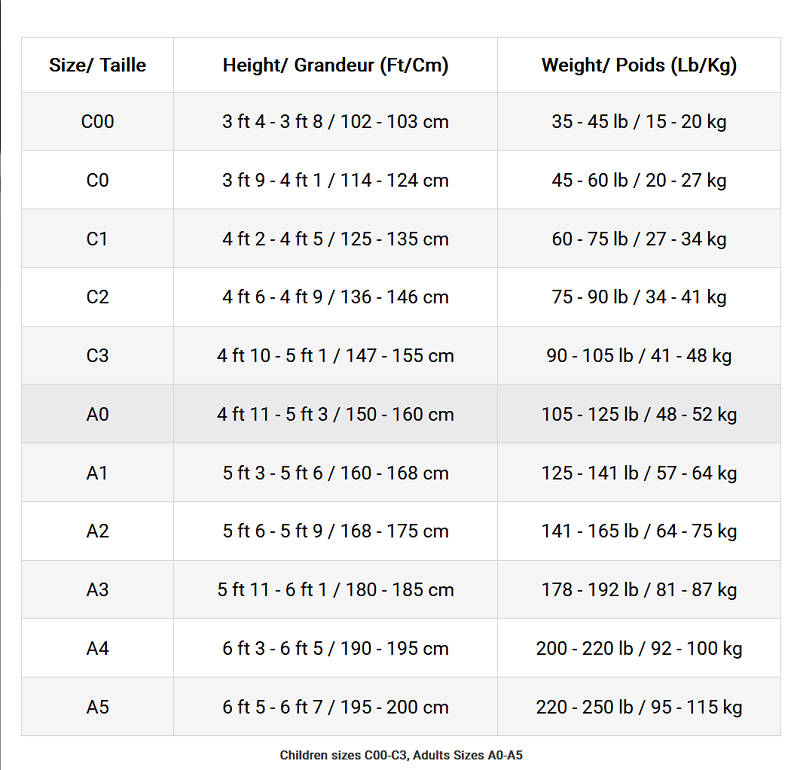 Size/ Taille Height/ Grandeur (Ft/Cm) Weight/ Poids (Lb/Kg)
C00 3 ft 4 - 3 ft 8 / 102 - 103 cm 35 - 45 lb / 15 - 20 kg
C0 3 ft 9 - 4 ft 1 / 114 - 124 cm 45 - 60 lb / 20 - 27 kg
C1 4 ft 2 - 4 ft 5 / 125 - 135 cm 60 - 75 lb / 27 - 34 kg
C2 4 ft 6 - 4 ft 9 / 136 - 146 cm 75 - 90 lb / 34 - 41 kg
C3 4 ft 10 - 5 ft 1 / 147 - 155 cm 90 - 105 lb / 41 - 48 kg
A0 4 ft 11 - 5 ft 3 / 150 - 160 cm 105 - 125 lb / 48 - 52 kg
A1 5 ft 3 - 5 ft 6 / 160 - 168 cm 125 - 141 lb / 57 - 64 kg
A2 5 ft 6 - 5 ft 9 / 168 - 175 cm 141 - 165 lb / 64 - 75 kg
A3 5 ft 11 - 6 ft 1 / 180 - 185 cm 178 - 192 lb / 81 - 87 kg
A4 6 ft 3 - 6 ft 5 / 190 - 195 cm 200 - 220 lb / 92 - 100 kg
A5 6 ft 5 - 6 ft 7 / 195 - 200 cm 220 - 250 lb / 95 - 115 kg
Children sizes C00-C3, Adults Sizes A0-A5